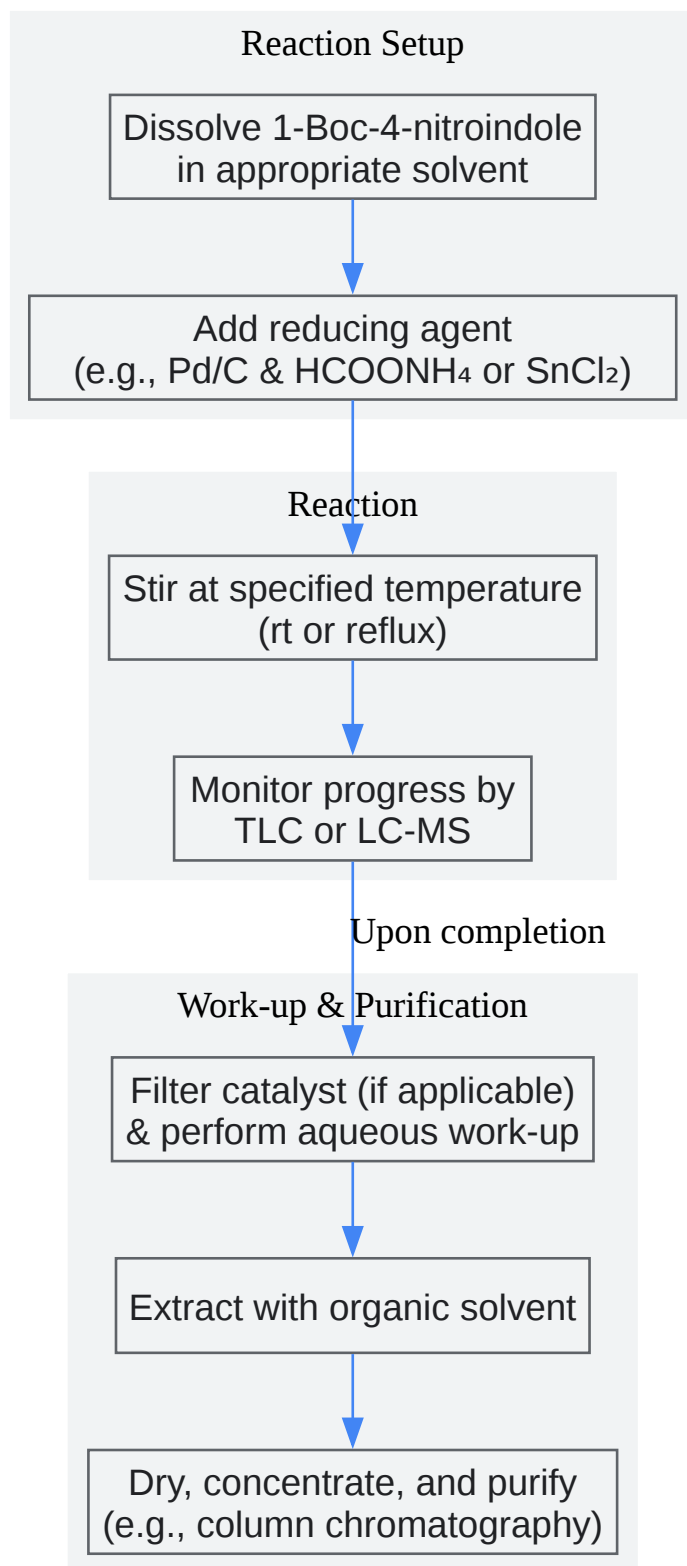 Reaction Setup
Dissolve 1-Boc-4-nitroindole
in appropriate solvent
Add reducing agent
(e.g., Pd/C & HCOONH₄ or SnCl₂)
Reaction
Stir at specified temperature
(rt or reflux)
Monitor progress by
TLC or LC-MS
Upon completion
Work-up & Purification
Filter catalyst (if applicable)
& perform aqueous work-up
Extract with organic solvent
Dry, concentrate, and purify
(e.g., column chromatography)